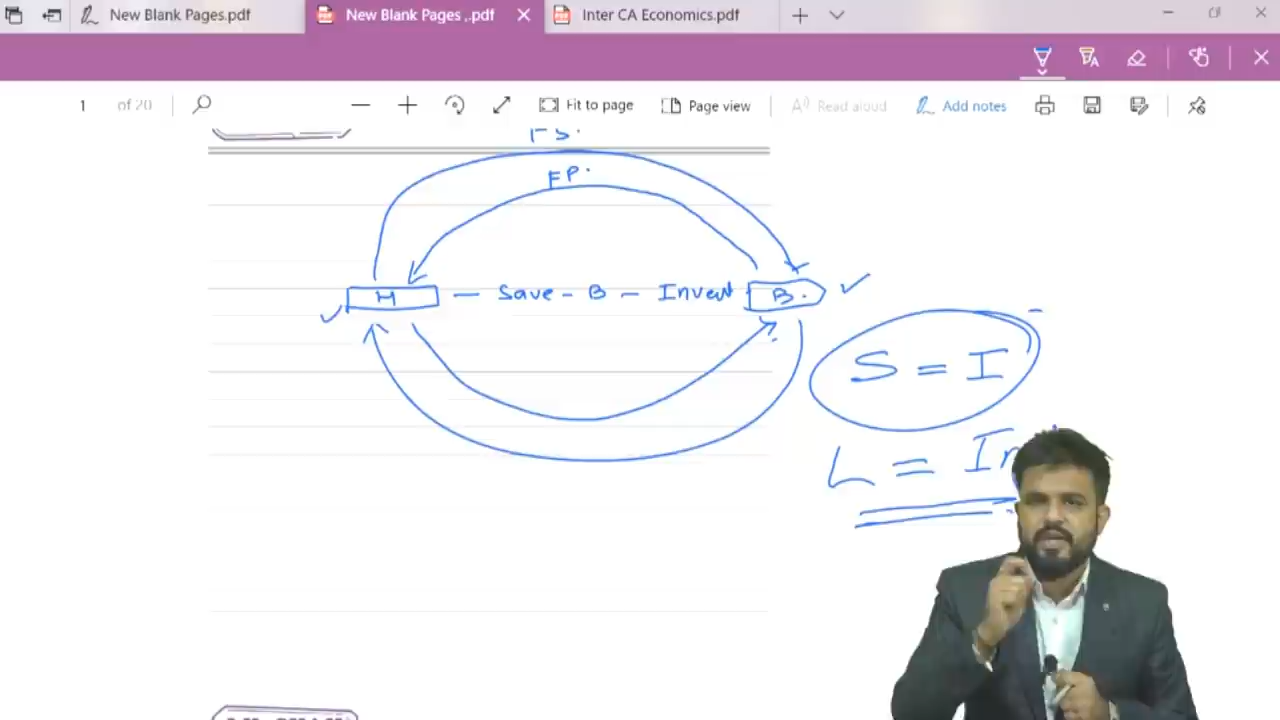 New Blank Pages.pdf
New Blank Pages ,.pdf
Inter CA Economics.pdf
1 of 20
Fit to page
Page view
Read aloud
Add notes
F S.
FP.
H — Save - B — Invest B.
S = I
L = In